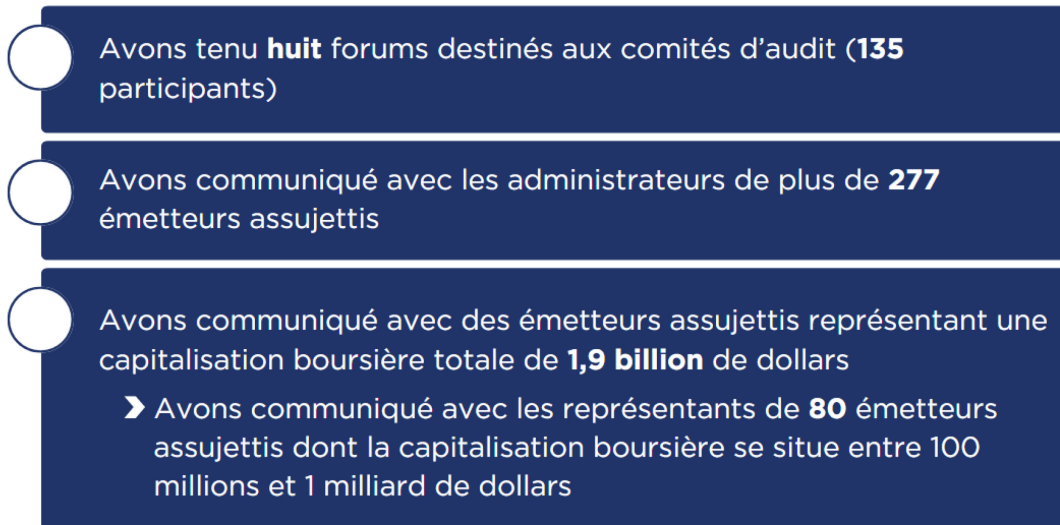 Avons tenu huit forums destinés aux comités d'audit (135
participants)
Avons communiqué avec les administrateurs de plus de 277
émetteurs assujettis
Avons communiqué avec des émetteurs assujettis représentant une
capitalisation boursière totale de 1,9 billion de dollars
Avons communiqué avec les représentants de 80 émetteurs
assujettis dont la capitalisation boursière se situe entre 100
millions et 1 milliard de dollars